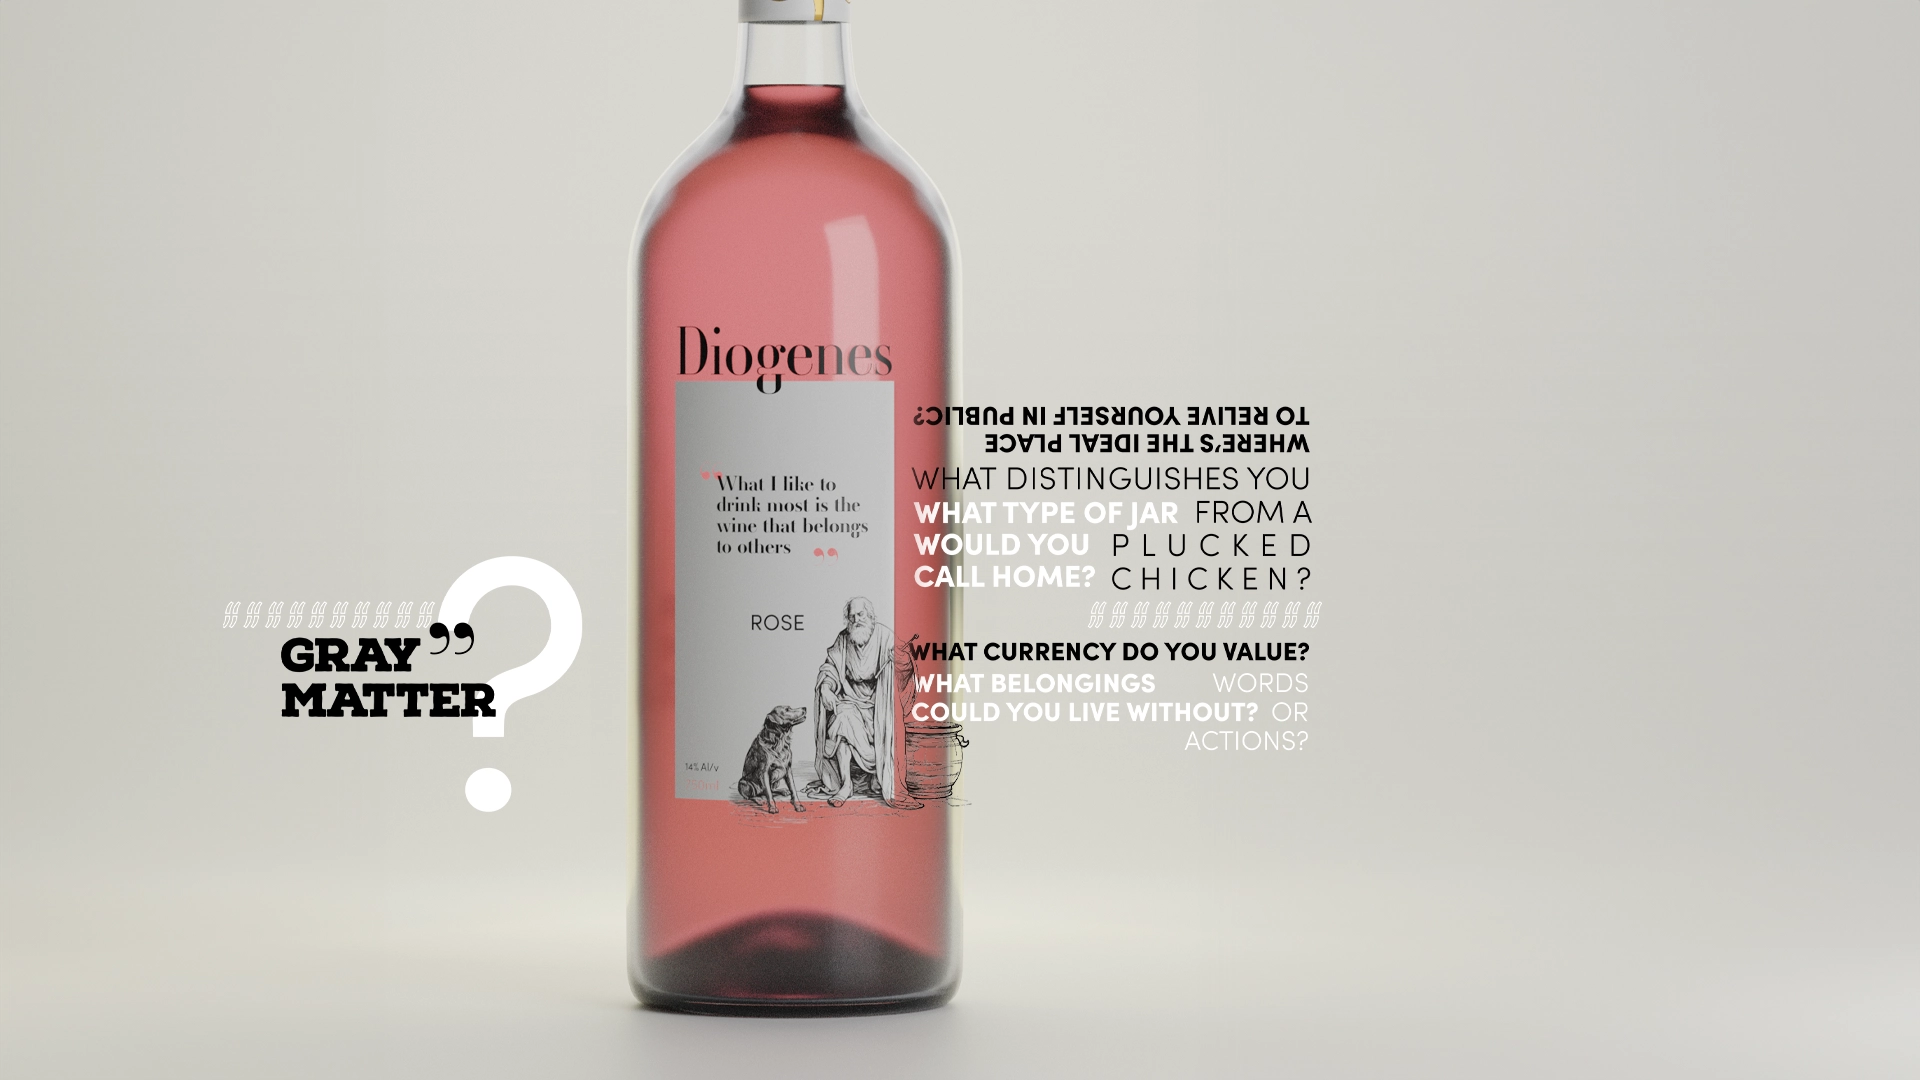 Diogenes
“What I like to
drink most is the
wine that belongs
to others ”
ROSE
14% Al/v
750ml
GRAY ”
MATTER
?
WHERE'S THE IDEAL PLACE
TO RELIVE YOURSELF IN PUBLIC?
WHAT DISTINGUISHES YOU
FROM A
PLUCKED
CHICKEN?
WHAT TYPE OF JAR
WOULD YOU
CALL HOME?
WHAT CURRENCY DO YOU VALUE?
WHAT BELONGINGS
COULD YOU LIVE WITHOUT?
WORDS
OR
ACTIONS?